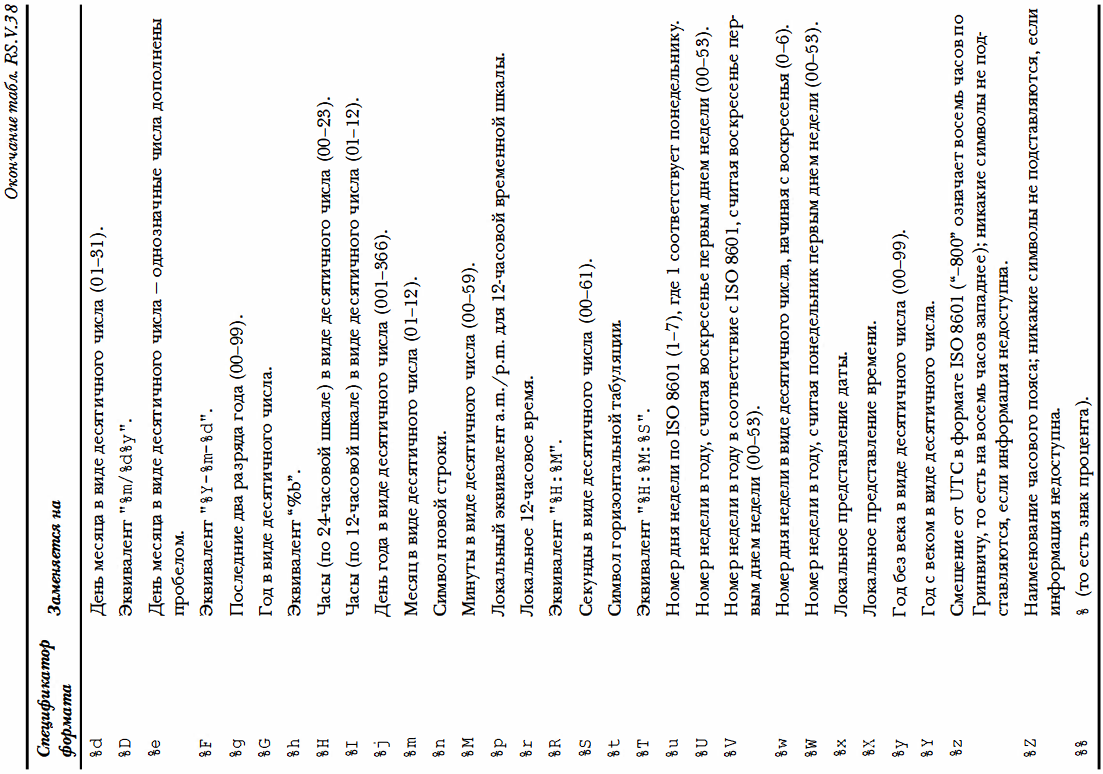 Окончание табл. RS.V.38
Спецификатор формата Заменяется на
%d День месяца в виде десятичного числа (01–31).
%D Эквивалент "%m/%d%y".
%e День месяца в виде десятичного числа — однозначные числа дополнены
пробелом.
%F Эквивалент "%Y-%m-%d".
%g Последние два разряда года (00–99).
%G Год в виде десятичного числа.
%h Эквивалент “%b”.
%H Часы (по 24-часовой шкале) в виде десятичного числа (00–23).
%I Часы (по 12-часовой шкале) в виде десятичного числа (01–12).
%j День года в виде десятичного числа (001–366).
%m Месяц в виде десятичного числа (01–12).
%n Символ новой строки.
%M Минуты в виде десятичного числа (00–59).
%p Локальный эквивалент a.m./p.m. для 12-часовой временной шкалы.
%r Локальное 12-часовое время.
%R Эквивалент "%H:%M".
%S Секунды в виде десятичного числа (00–61).
%t Символ горизонтальной табуляции.
%T Эквивалент "%H:%M:%S".
%u Номер дня недели по ISO 8601 (1–7), где 1 соответствует понедельнику.
%U Номер недели в году, считая воскресенье первым днем недели (00–53).
%V Номер недели в году в соответствие с ISO 8601, считая воскресенье пер-
вым днем недели (00–53).
%w Номер дня недели в виде десятичного числа, начиная с воскресенья (0–6).
%W Номер недели в году, считая понедельник первым днем недели (00–53).
%x Локальное представление даты.
%X Локальное представление времени.
%y Год без века в виде десятичного числа (00–99).
%Y Год с веком в виде десятичного числа.
%z Смещение от UTC в формате ISO 8601 (“–800” означает восемь часов по
Гринвичу, то есть на восемь часов западнее); никакие символы не под-
ставляются, если информация недоступна.
%Z Наименование часового пояса; никакие символы не подставляются, если
информация недоступна.
%% % (то есть знак процента).